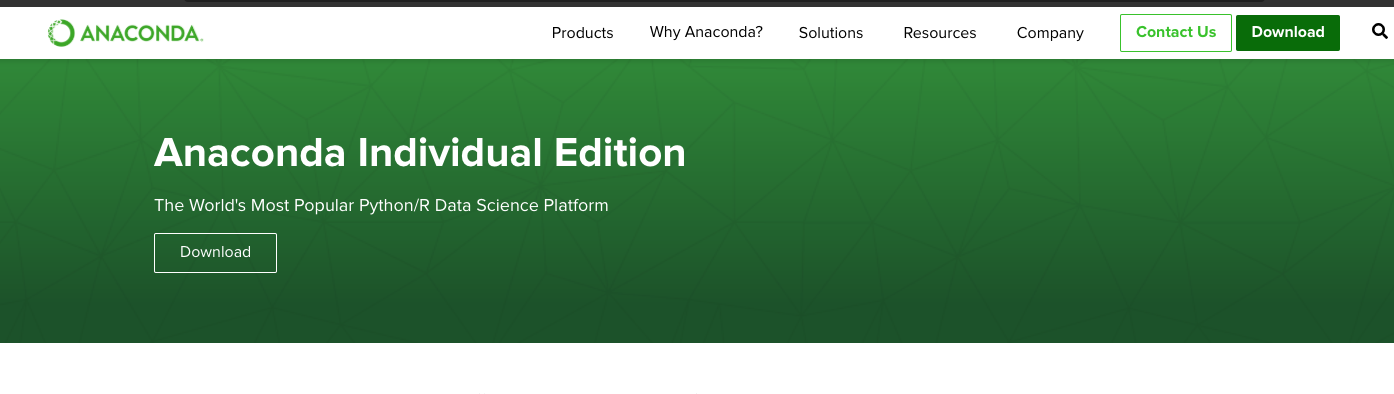 ANACONDA
Products Why Anaconda? Solutions Resources Company Contact Us Download
Anaconda Individual Edition
The World's Most Popular Python/R Data Science Platform
Download